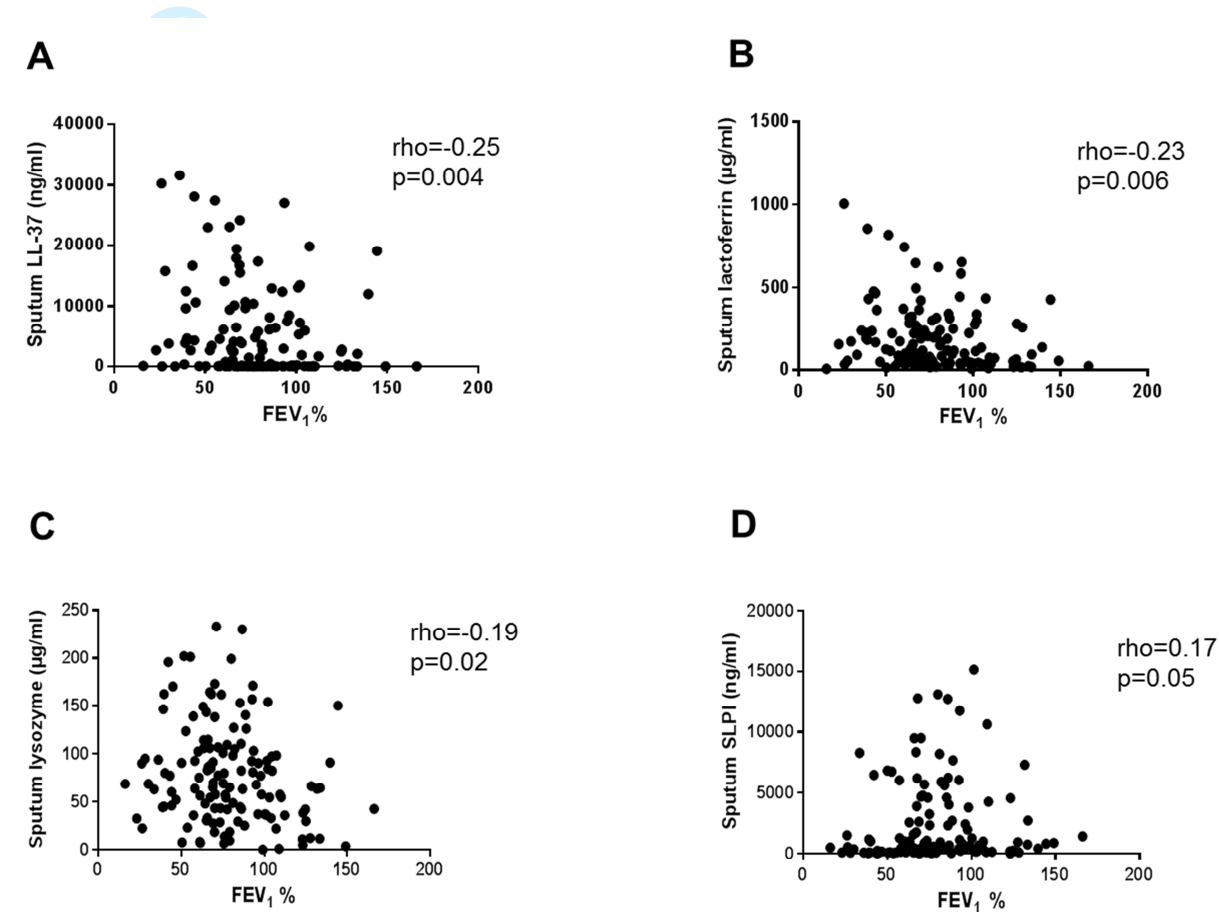 A
40000
30000
20000
10000
0
Sputum LL-37 (ng/ml)
rho=-0.25
p=0.004
0 50 100 150 200
FEV1%
B
1500
1000
500
0
Sputum lactoferrin (µg/ml)
rho=-0.23
p=0.006
0 50 100 150 200
FEV1 %
C
250
200
150
100
50
0
Sputum lysozyme (µg/ml)
rho=-0.19
p=0.02
0 50 100 150 200
FEV1 %
D
20000
15000
10000
5000
0
Sputum SLPI (ng/ml)
rho=0.17
p=0.05
0 50 100 150 200
FEV1 %